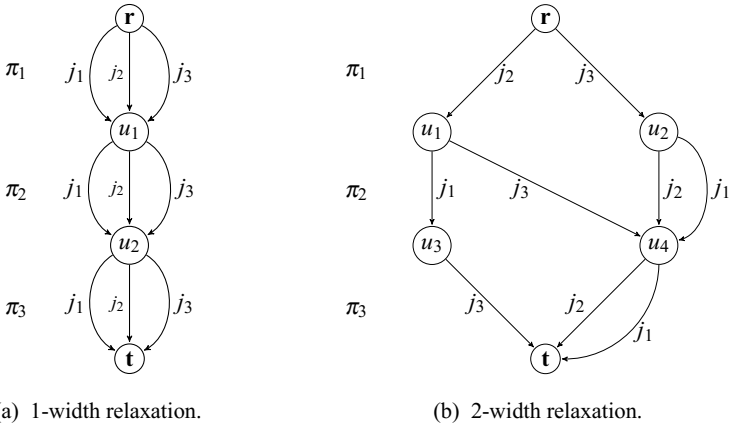 r
π1
j1 j2 j3
u1
π2
j1 j2 j3
u2
π3
j1 j2 j3
t
a) 1-width relaxation.
r
π1
j2 j3
u1 u2
π2
j1 j3 j2 j1
u3 u4
π3
j3 j2 j1
t
(b) 2-width relaxation.